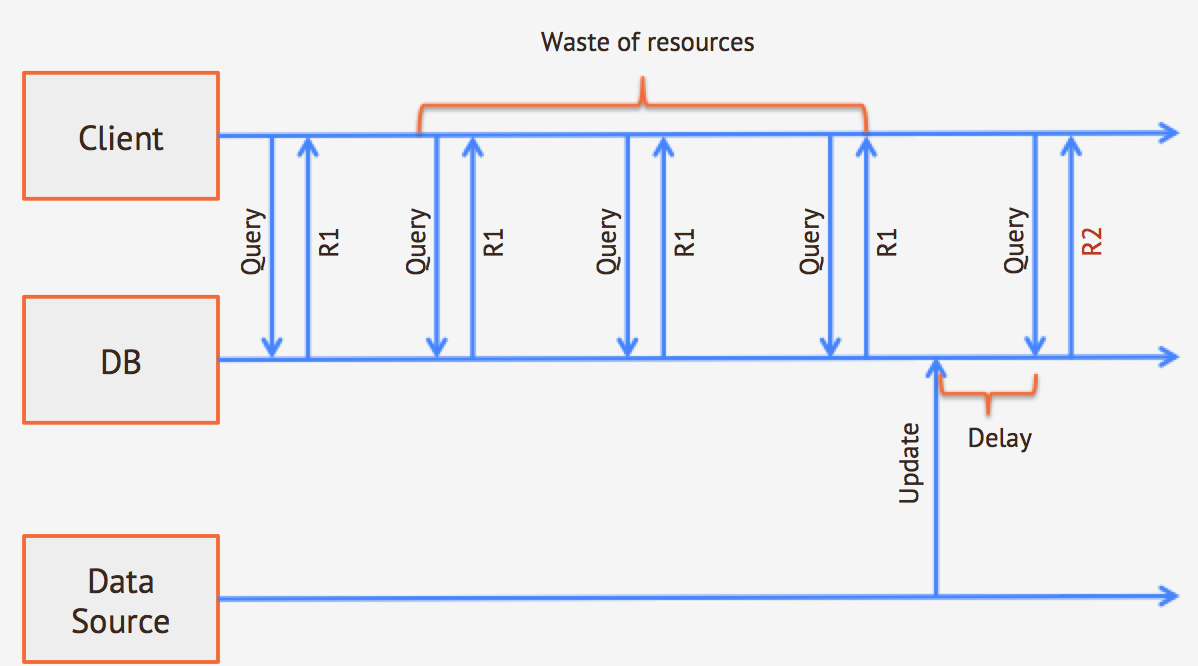 Waste of resources
Client
Query
R1
Query
R1
Query
R1
Query
R1
Query
R2
DB
Update
Delay
Data
Source